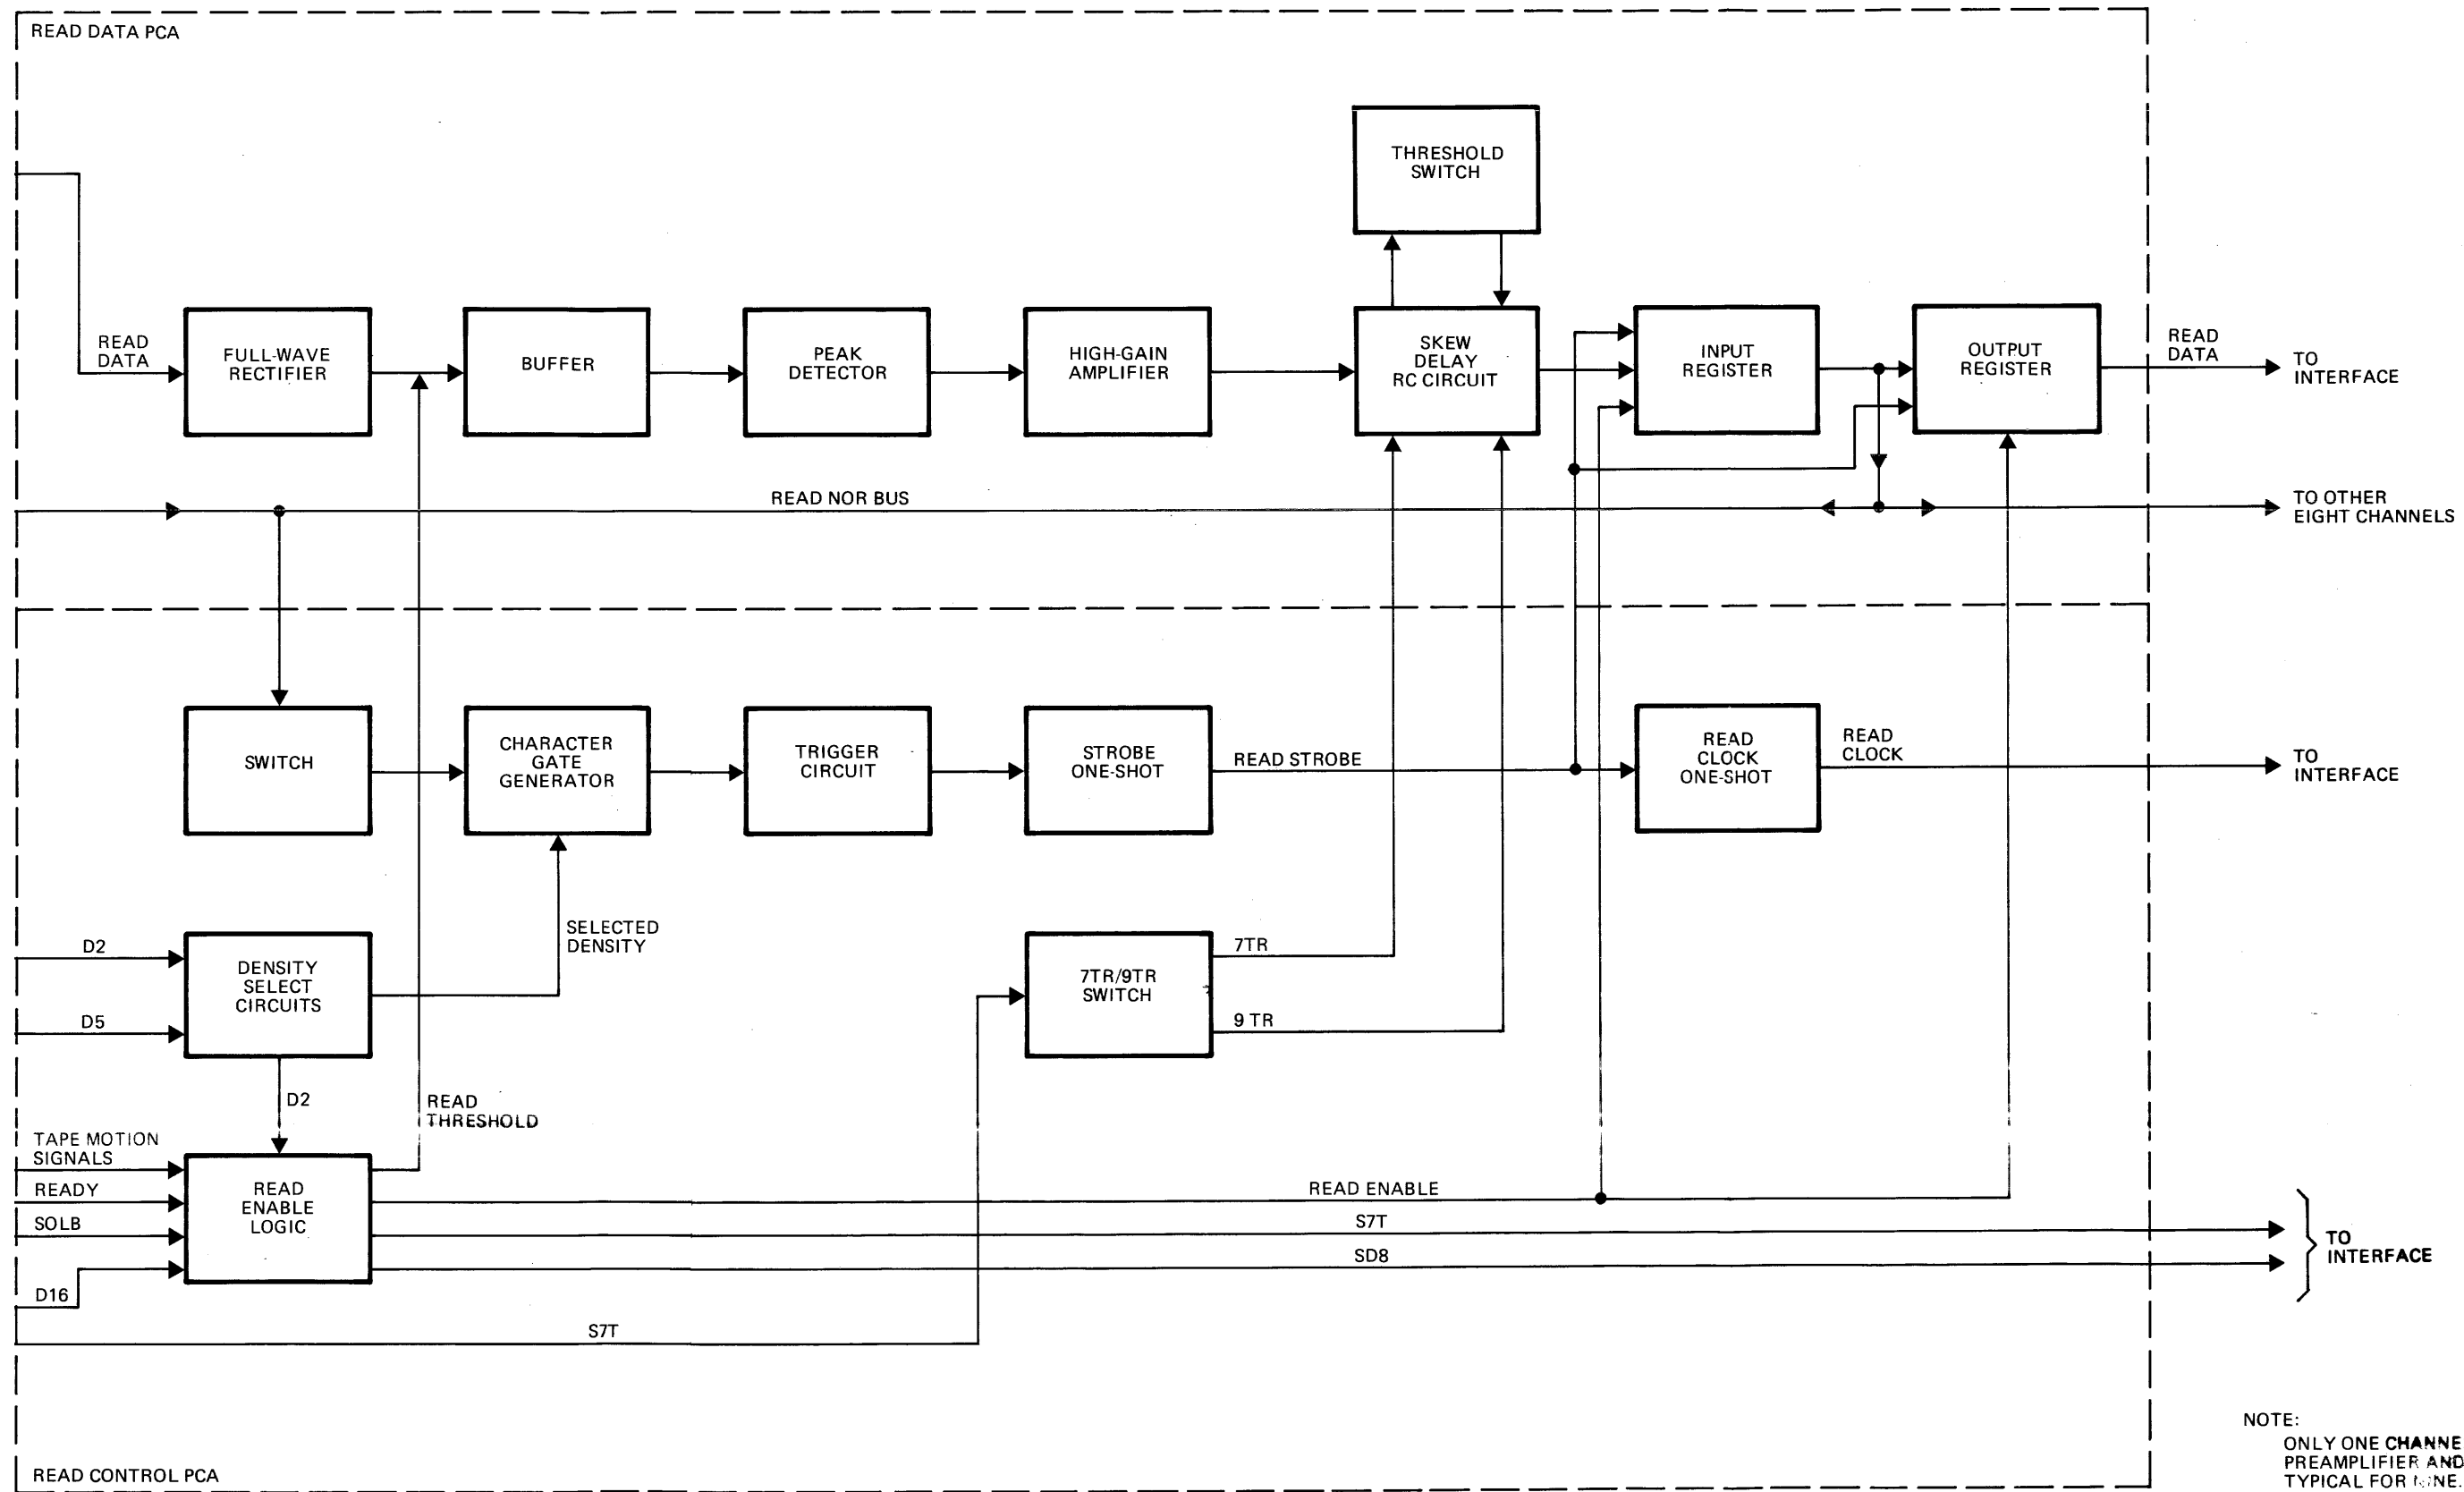 READ DATA PCA
THRESHOLD
SWITCH
READ
DATA
FULL-WAVE
RECTIFIER
BUFFER
PEAK
DETECTOR
HIGH-GAIN
AMPLIFIER
SKEW
DELAY
RC CIRCUIT
INPUT
REGISTER
OUTPUT
REGISTER
READ
DATA
TO
INTERFACE
READ NOR BUS
TO OTHER
EIGHT CHANNELS
SWITCH
CHARACTER
GATE
GENERATOR
TRIGGER
CIRCUIT
STROBE
ONE-SHOT
READ STROBE
READ
CLOCK
ONE-SHOT
READ
CLOCK
TO
INTERFACE
D2
D5
DENSITY
SELECT
CIRCUITS
SELECTED
DENSITY
7TR/9TR
SWITCH
7TR
9 TR
D2
READ
THRESHOLD
TAPE MOTION
SIGNALS
READY
SOLB
D16
READ
ENABLE
LOGIC
READ ENABLE
S7T
SD8
TO
INTERFACE
S7T
NOTE:
ONLY ONE CHANNE
PREAMPLIFIER AND
TYPICAL FOR NINE.
READ CONTROL PCA